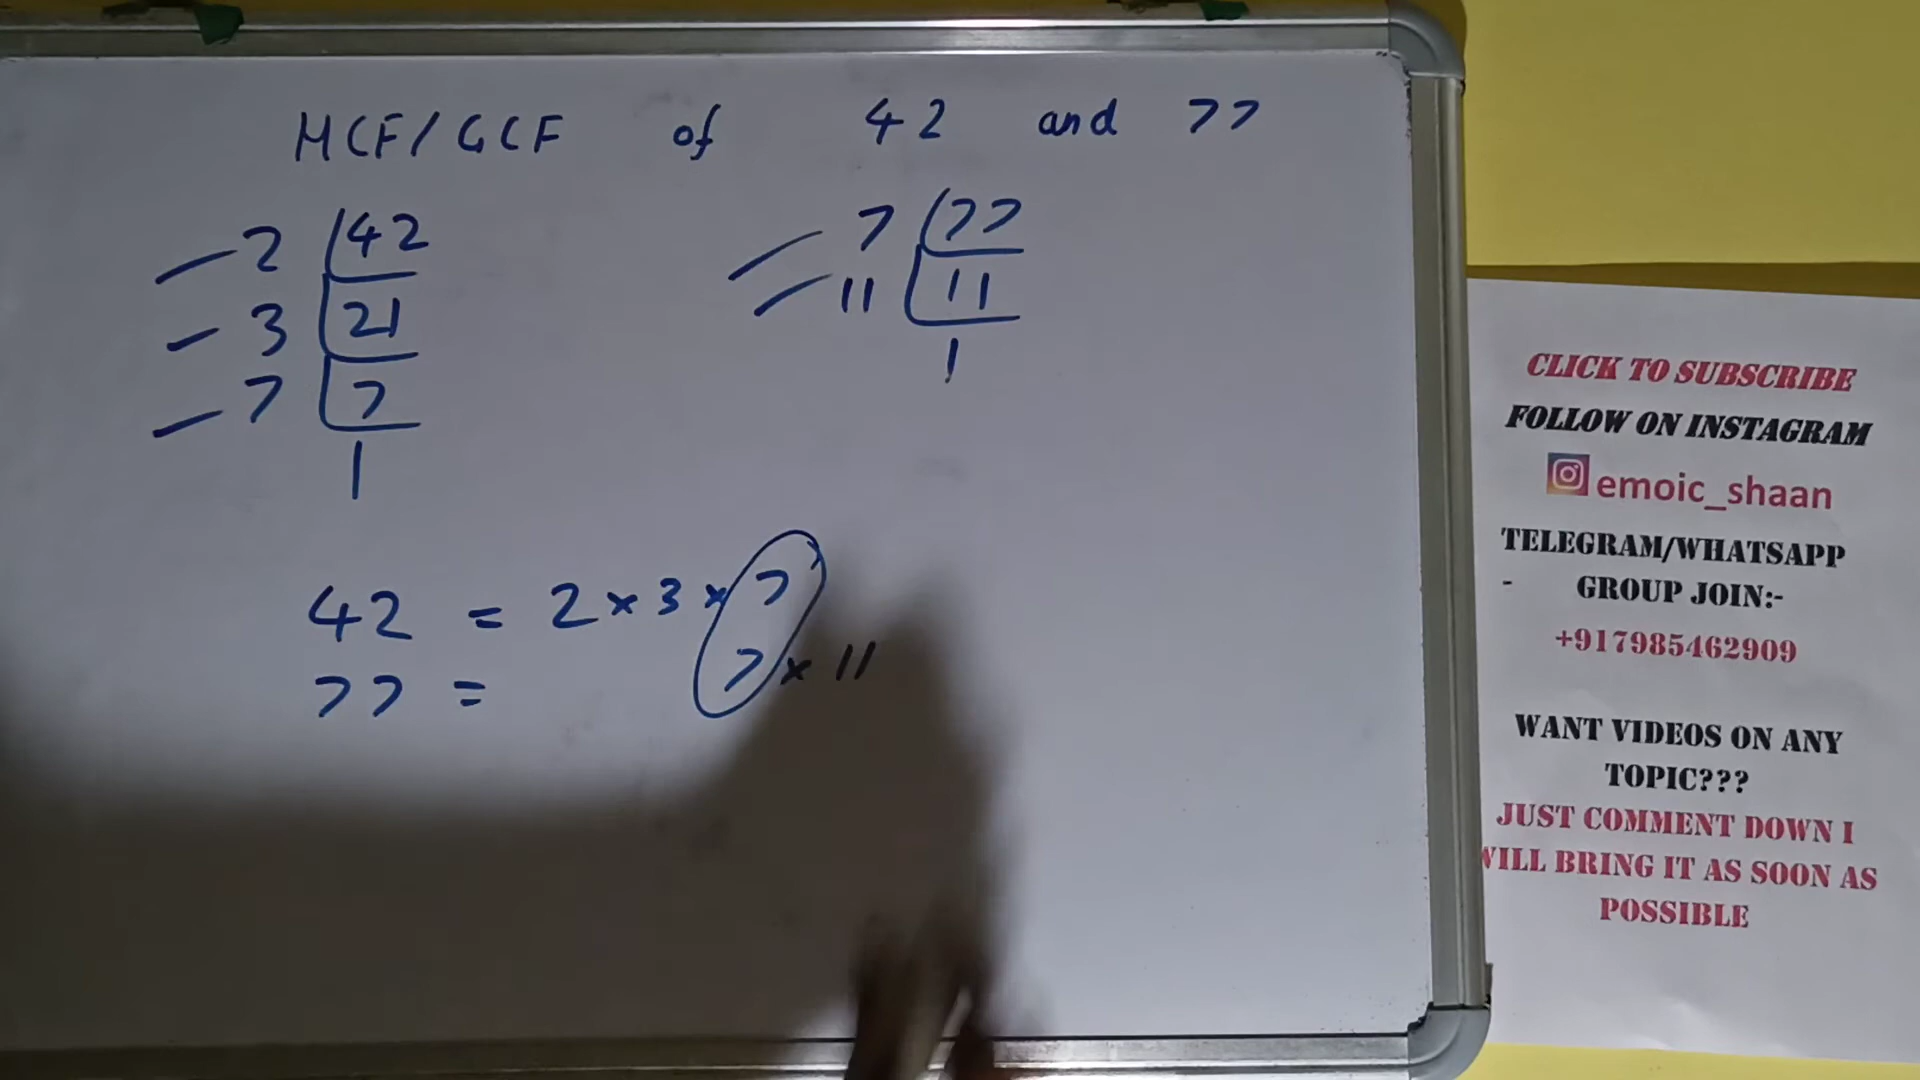 HCF/GCF of 42 and 77
2 42
3 21
7 7
1
7 77
11 11
1
42 = 2 × 3 × 7
77 = 7 × 11
CLICK TO SUBSCRIBE
FOLLOW ON INSTAGRAM
emoic_shaan
TELEGRAM/WHATSAPP
- GROUP JOIN:-
+917985462909
WANT VIDEOS ON ANY
TOPIC???
JUST COMMENT DOWN I
WILL BRING IT AS SOON AS
POSSIBLE